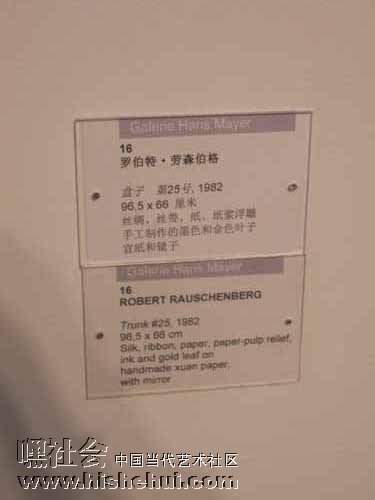 Galerie Hans Mayer
16
罗伯特・劳森伯格
盒子 第25号, 1982
96,5 x 66 厘米
丝绸、丝带、纸、纸浆浮雕
手工制作的墨色和金色叶子
宣纸和镜子
Galerie Hans Mayer
16
ROBERT RAUSCHENBERG
Trunk #25, 1982
96,5 x 66 cm
Silk, ribbon, paper, paper-pulp relief,
ink and gold leaf on
handmade xuan paper,
with mirror
嘿社会 中国当代艺术社区
www.hishehui.com